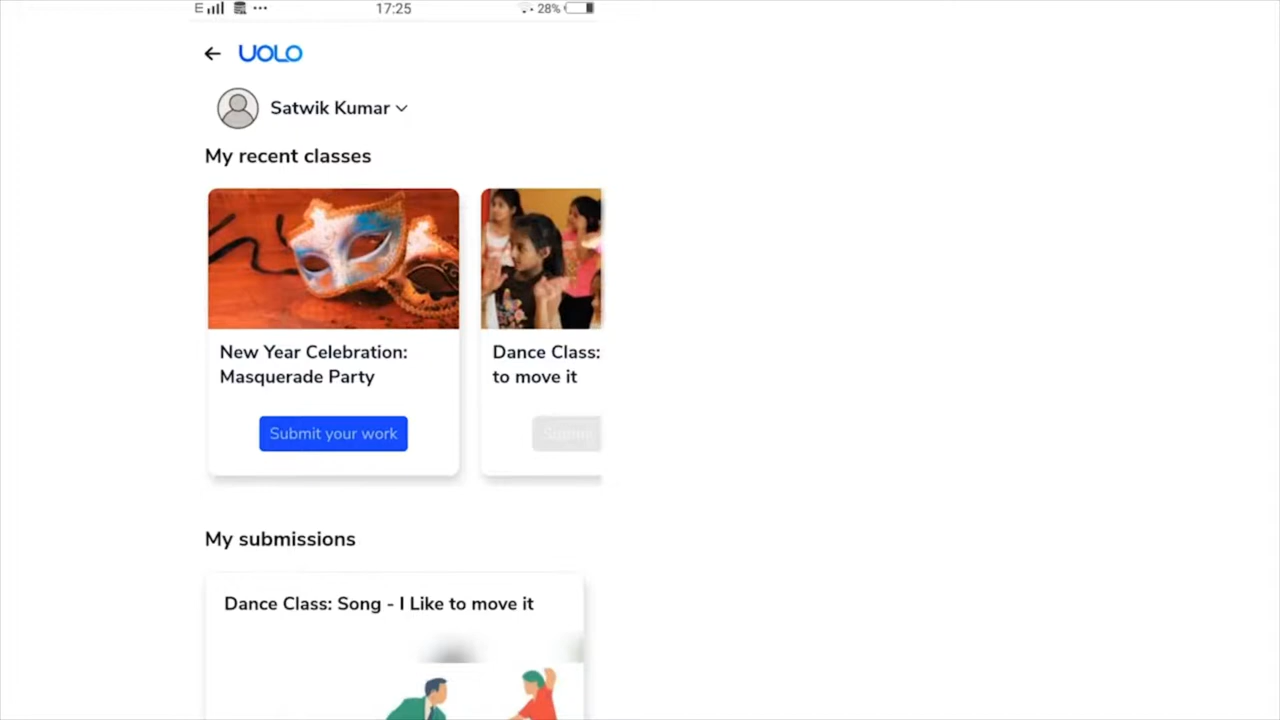 E 17:25 28%
UOLO
Satwik Kumar
My recent classes
New Year Celebration:
Masquerade Party
Submit your work
Dance Class:
to move it
Submi
My submissions
Dance Class: Song - I Like to move it